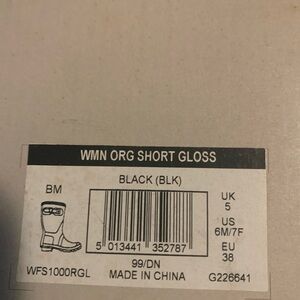 WMN ORG SHORT GLOSS
BLACK (BLK)
BM
UK
5
US
6M/7F
EU
38
5 013441 352787
99/DN
WFS1000RGL
MADE IN CHINA
G226641